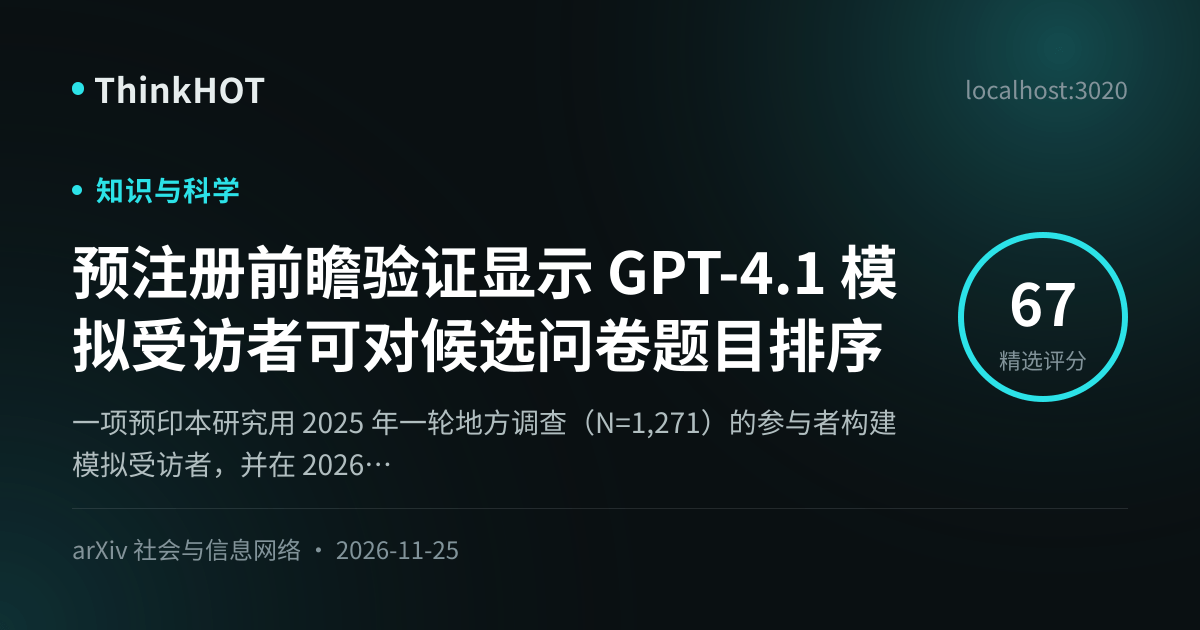 ThinkHOT
localhost:3020
知识与科学
预注册前瞻验证显示 GPT-4.1 模
拟受访者可对候选问卷题目排序
67
精选评分
一项预印本研究用 2025 年一轮地方调查（N=1,271）的参与者构建
模拟受访者，并在 2026…
arXiv 社会与信息网络 · 2026-11-25